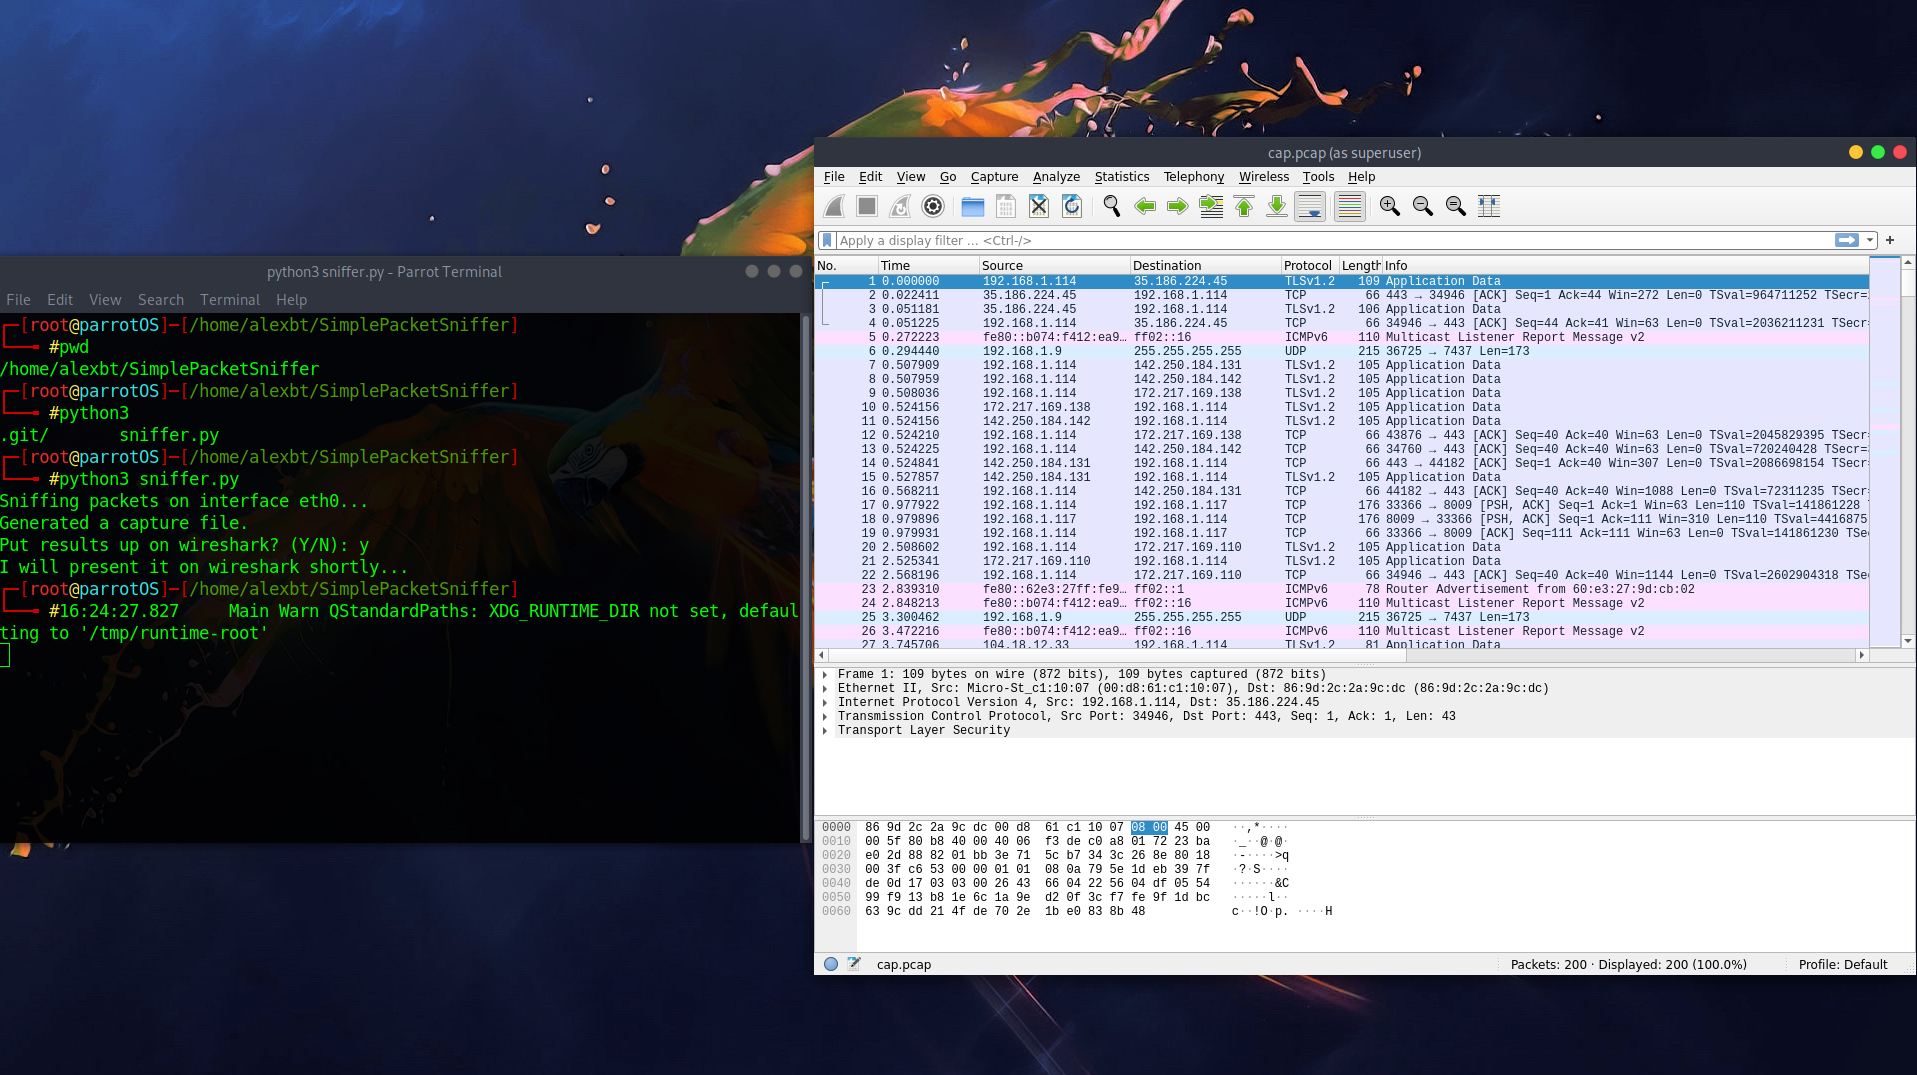 python3 sniffer.py - Parrot Terminal
File Edit View Search Terminal Help
[root@parrotOS]─[/home/alexbt/SimplePacketSniffer]
#pwd
/home/alexbt/SimplePacketSniffer
[root@parrotOS]─[/home/alexbt/SimplePacketSniffer]
#python3
.git/ sniffer.py
[root@parrotOS]─[/home/alexbt/SimplePacketSniffer]
#python3 sniffer.py
Sniffing packets on interface eth0...
Generated a capture file.
Put results up on wireshark? (Y/N): y
I will present it on wireshark shortly...
[root@parrotOS]─[/home/alexbt/SimplePacketSniffer]
#16:24:27.827 Main Warn QStandardPaths: XDG_RUNTIME_DIR not set, defaul
ting to '/tmp/runtime-root'
cap.pcap (as superuser)
File Edit View Go Capture Analyze Statistics Telephony Wireless Tools Help
Apply a display filter ... <Ctrl-/>
No. Time Source Destination Protocol Length Info
1 0.000000 192.168.1.114 35.186.224.45 TLSv1.2 109 Application Data
2 0.022411 35.186.224.45 192.168.1.114 TCP 66 443 → 34946 [ACK] Seq=1 Ack=44 Win=272 Len=0 TSval=964711252 TSecr=
3 0.051181 35.186.224.45 192.168.1.114 TLSv1.2 106 Application Data
4 0.051225 192.168.1.114 35.186.224.45 TCP 66 34946 → 443 [ACK] Seq=44 Ack=41 Win=63 Len=0 TSval=2036211231 TSecr=
5 0.272223 fe80::b074:f412:ea9… ff02::16 ICMPv6 110 Multicast Listener Report Message v2
6 0.294440 192.168.1.9 255.255.255.255 UDP 215 36725 → 7437 Len=173
7 0.507909 192.168.1.114 142.250.184.131 TLSv1.2 105 Application Data
8 0.507959 192.168.1.114 142.250.184.142 TLSv1.2 105 Application Data
9 0.508036 192.168.1.114 172.217.169.138 TLSv1.2 105 Application Data
10 0.524156 172.217.169.138 192.168.1.114 TLSv1.2 105 Application Data
11 0.524156 142.250.184.142 192.168.1.114 TLSv1.2 105 Application Data
12 0.524210 192.168.1.114 172.217.169.138 TCP 66 43876 → 443 [ACK] Seq=40 Ack=40 Win=63 Len=0 TSval=2045829395 TSecr=
13 0.524225 192.168.1.114 142.250.184.142 TCP 66 34760 → 443 [ACK] Seq=40 Ack=40 Win=63 Len=0 TSval=720240428 TSecr=
14 0.524841 142.250.184.131 192.168.1.114 TCP 66 443 → 44182 [ACK] Seq=1 Ack=40 Win=307 Len=0 TSval=2086698154 TSecr=
15 0.527857 142.250.184.131 192.168.1.114 TLSv1.2 105 Application Data
16 0.568211 192.168.1.114 142.250.184.131 TCP 66 44182 → 443 [ACK] Seq=40 Ack=40 Win=1088 Len=0 TSval=72311235 TSecr=
17 0.977922 192.168.1.114 192.168.1.117 TCP 176 33366 → 8009 [PSH, ACK] Seq=1 Ack=1 Win=63 Len=110 TSval=141861228 T
18 0.979896 192.168.1.117 192.168.1.114 TCP 176 8009 → 33366 [PSH, ACK] Seq=1 Ack=111 Win=310 Len=110 TSval=4416875
19 0.979931 192.168.1.114 192.168.1.117 TCP 66 33366 → 8009 [ACK] Seq=111 Ack=111 Win=63 Len=0 TSval=141861230 TSe
20 2.508602 192.168.1.114 172.217.169.110 TLSv1.2 105 Application Data
21 2.525341 172.217.169.110 192.168.1.114 TLSv1.2 105 Application Data
22 2.568196 192.168.1.114 172.217.169.110 TCP 66 34946 → 443 [ACK] Seq=40 Ack=40 Win=1144 Len=0 TSval=2602904318 TSe
23 2.839310 fe80::62e3:27ff:fe9… ff02::1 ICMPv6 78 Router Advertisement from 60:e3:27:9d:cb:02
24 2.848213 fe80::b074:f412:ea9… ff02::16 ICMPv6 110 Multicast Listener Report Message v2
25 3.300462 192.168.1.9 255.255.255.255 UDP 215 36725 → 7437 Len=173
26 3.472216 fe80::b074:f412:ea9… ff02::16 ICMPv6 110 Multicast Listener Report Message v2
27 3.745706 104.18.12.33 192.168.1.114 TLSv1.2 81 Application Data
Frame 1: 109 bytes on wire (872 bits), 109 bytes captured (872 bits)
Ethernet II, Src: Micro-St_c1:10:07 (00:d8:61:c1:10:07), Dst: 86:9d:2c:2a:9c:dc (86:9d:2c:2a:9c:dc)
Internet Protocol Version 4, Src: 192.168.1.114, Dst: 35.186.224.45
Transmission Control Protocol, Src Port: 34946, Dst Port: 443, Seq: 1, Ack: 1, Len: 43
Transport Layer Security
0000 86 9d 2c 2a 9c dc 00 d8 61 c1 10 07 08 00 45 00 ··,*····
0010 00 5f 80 b8 40 00 40 06 f3 de c0 a8 01 72 23 ba ·_··@·@·
0020 e0 2d 88 82 01 bb 3e 71 5c b7 34 3c 26 8e 80 18 ·-····>q
0030 00 3f c6 53 00 00 01 01 08 0a 79 5e 1d eb 39 7f ·?·S····
0040 de 0d 17 03 03 00 26 43 66 04 22 56 04 df 05 54 ······&C
0050 99 f9 13 b8 1e 6c 1a 9e d2 0f 3c f7 fe 9f 1d bc ·····l··
0060 63 9c dd 21 4f de 70 2e 1b e0 83 8b 48 c··!O·p. ····H
cap.pcap
Packets: 200 · Displayed: 200 (100.0%)
Profile: Default